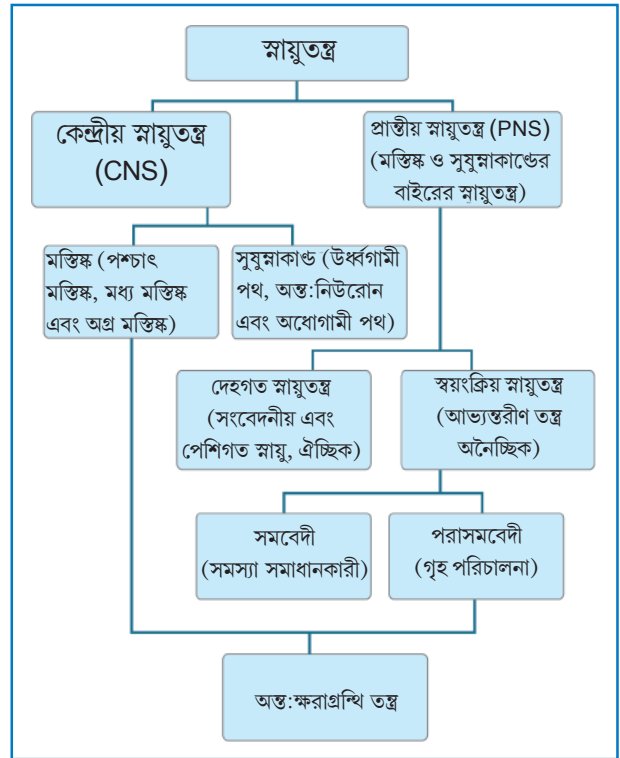 স্নায়ুতন্ত্র
কেন্দ্রীয় স্নায়ুতন্ত্র
(CNS)
প্রান্তীয় স্নায়ুতন্ত্র (PNS)
(মস্তিষ্ক ও সুষুম্নাকাণ্ডের
বাইরের স্নায়ুতন্ত্র)
মস্তিষ্ক (পশ্চাৎ
মস্তিষ্ক, মধ্য মস্তিষ্ক
এবং অগ্র মস্তিষ্ক)
সুষুম্নাকাণ্ড (উর্ধ্বগামী
পথ, অন্ত:নিউরোন
এবং অধোগামী পথ)
দেহগত স্নায়ুতন্ত্র
(সংবেদনীয় এবং
পেশিগত স্নায়ু, ঐচ্ছিক)
স্বয়ংক্রিয় স্নায়ুতন্ত্র
(আভ্যন্তরীণ তন্ত্র
অনৈচ্ছিক)
সমবেদী
(সমস্যা সমাধানকারী)
পরাসমবেদী
(গৃহ পরিচালনা)
অন্ত:ক্ষরাগ্রন্থি তন্ত্র